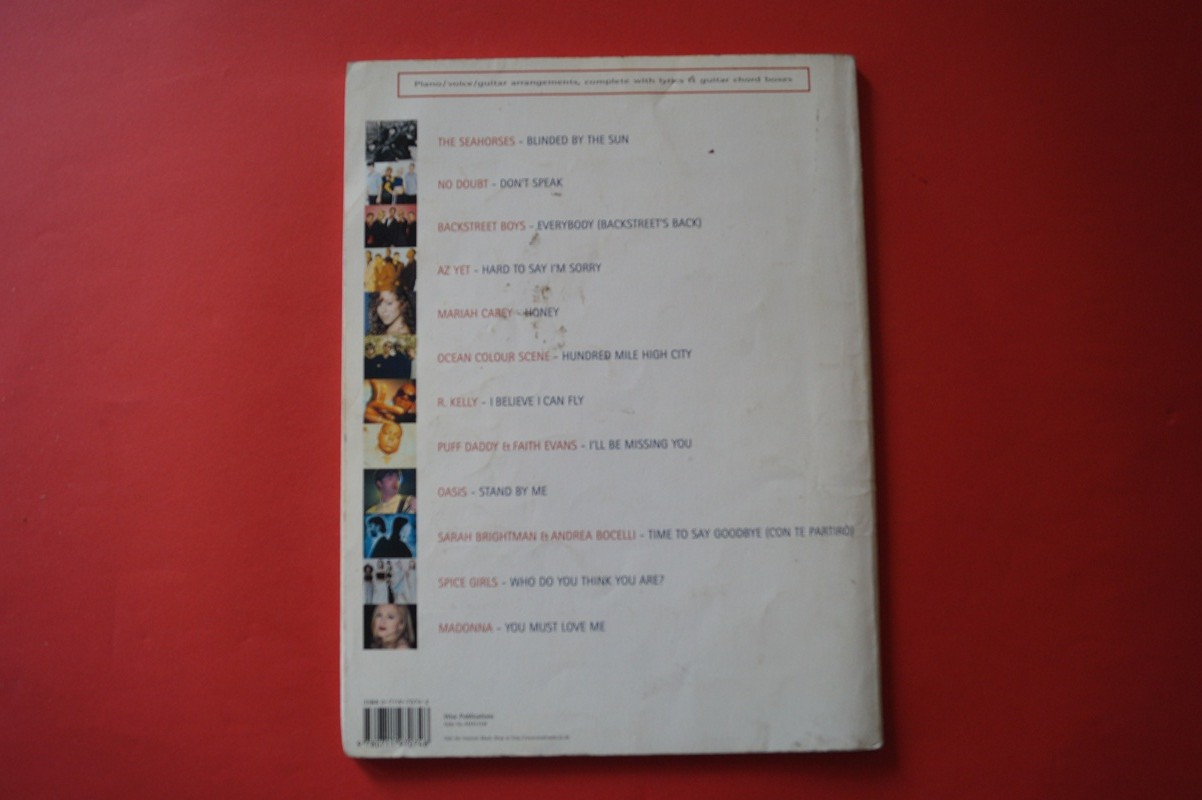 Piano/voice/guitar arrangements, complete with lyrics & guitar chord boxes
THE SEAHORSES – BLINDED BY THE SUN
NO DOUBT – DON'T SPEAK
BACKSTREET BOYS – EVERYBODY (BACKSTREET'S BACK)
AZ YET – HARD TO SAY I'M SORRY
MARIAH CAREY – HONEY
OCEAN COLOUR SCENE – HUNDRED MILE HIGH CITY
R. KELLY – I BELIEVE I CAN FLY
PUFF DADDY & FAITH EVANS – I'LL BE MISSING YOU
OASIS – STAND BY ME
SARAH BRIGHTMAN & ANDREA BOCELLI – TIME TO SAY GOODBYE (CON TE PARTIRÒ)
SPICE GIRLS – WHO DO YOU THINK YOU ARE?
MADONNA – YOU MUST LOVE ME
ISBN
Wise Publications